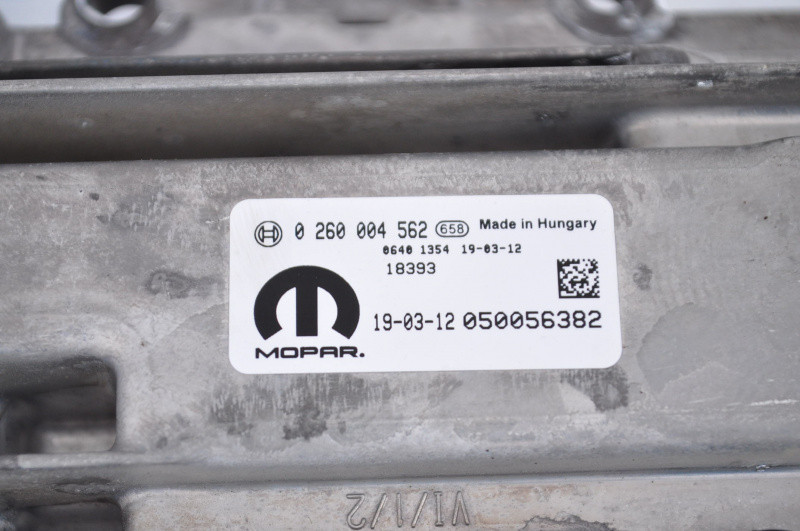 0 260 004 562 658 Made in Hungary
0640 1354 19-03-12
18393
MOPAR.
19-03-12 050056382
VI/1/2